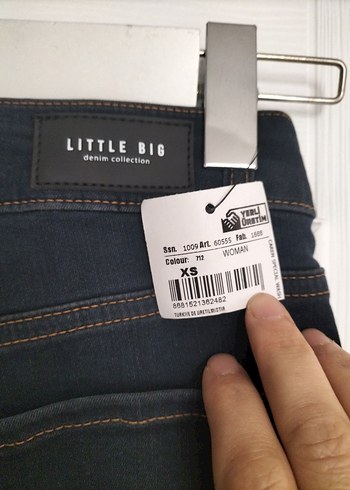 LITTLE BIG
denim collection
YERLİ
ÜRETİM
Ssn. 1009 Art. 60555 Fab. 1888
Colour: 712 WOMAN
XS
8681521362482
TÜRKİYE'DE ÜRETİLMİŞTİR